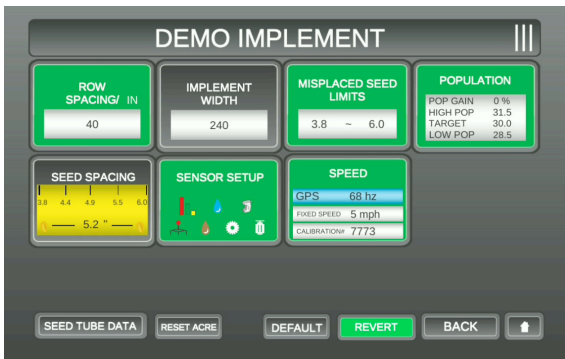 DEMO IMPLEMENT
ROW
SPACING/ IN
40
IMPLEMENT
WIDTH
240
MISPLACED SEED
LIMITS
3.8 ~ 6.0
POPULATION
POP GAIN 0 %
HIGH POP 31.5
TARGET 30.0
LOW POP 28.5
SEED SPACING
3.8 4.4 4.9 5.5 6.0
5.2 "
SENSOR SETUP
SPEED
GPS 68 hz
FIXED SPEED 5 mph
CALIBRATION# 7773
SEED TUBE DATA
RESET ACRE
DEFAULT
REVERT
BACK